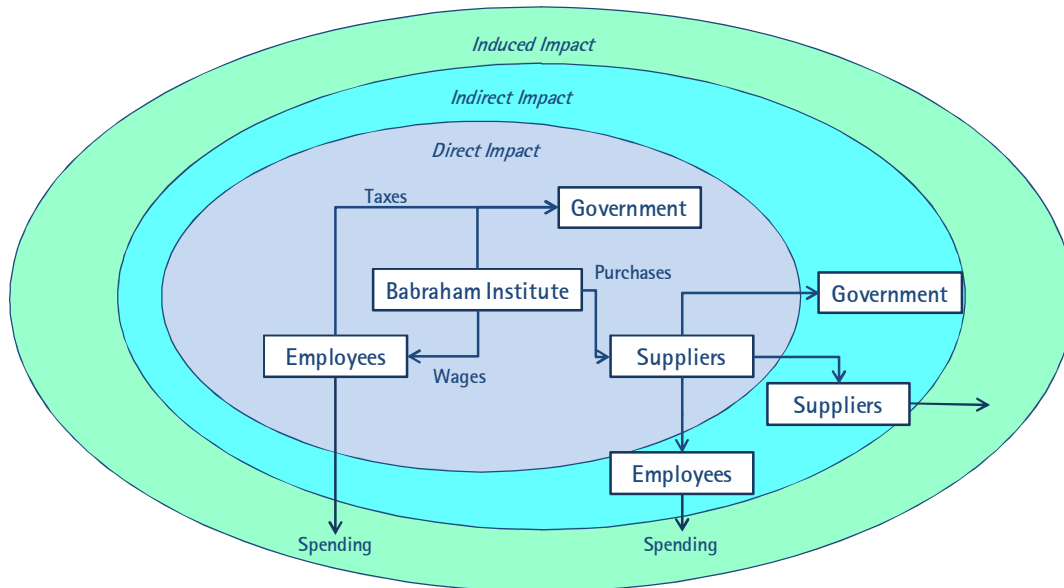 Induced Impact
Indirect Impact
Direct Impact
Taxes
Government
Purchases
Babraham Institute
Government
Employees
Wages
Suppliers
Suppliers
Employees
Spending
Spending